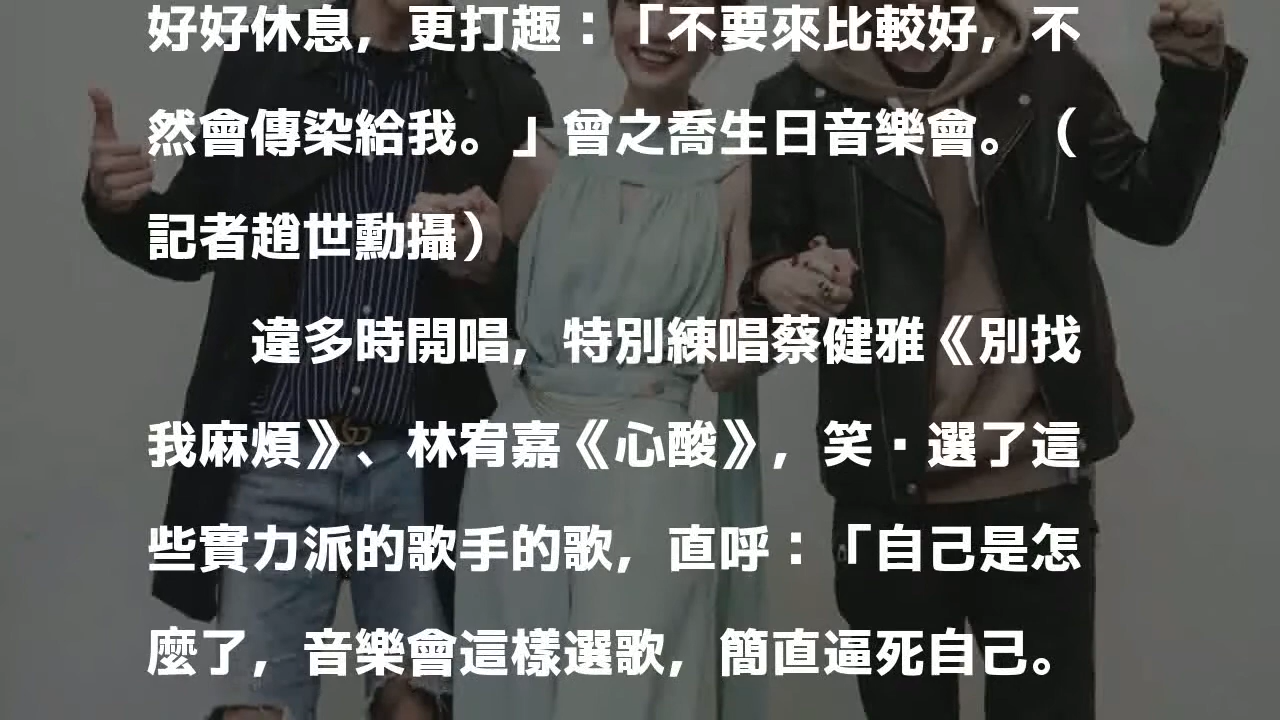 好好休息，更打趣：「不要來比較好，不
然會傳染給我。」曾之喬生日音樂會。（
記者趙世勳攝）
違多時開唱，特別練唱蔡健雅《別找
我麻煩》、林宥嘉《心酸》，笑·選了這
些實力派的歌手的歌，直呼：「自己是怎
麼了，音樂會這樣選歌，簡直逼死自己。